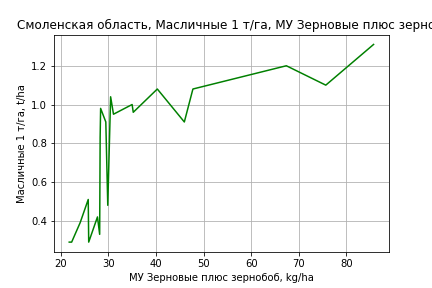 Смоленская область, Масличные 1 т/га, МУ Зерновые плюс зерно
Масличные 1 т/га, t/ha
1.2
1.0
0.8
0.6
0.4
20 30 40 50 60 70 80
МУ Зерновые плюс зернобоб, kg/ha